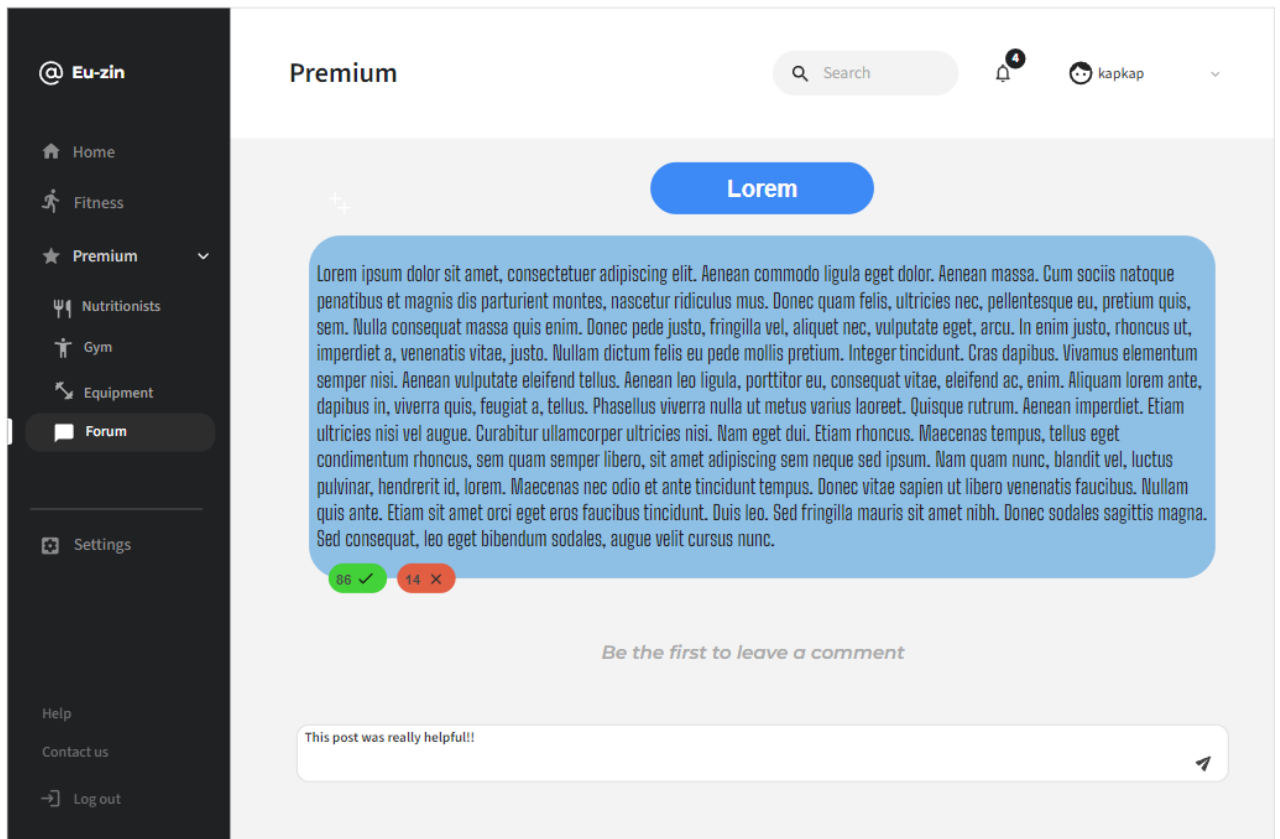 @ Eu-zin
Home
Fitness
Premium
Nutritionists
Gym
Equipment
Forum
Settings
Help
Contact us
Log out
Premium
Search
4
kapkap
Lorem
Lorem ipsum dolor sit amet, consectetuer adipiscing elit. Aenean commodo ligula eget dolor. Aenean massa. Cum sociis natoque
penatibus et magnis dis parturient montes, nascetur ridiculus mus. Donec quam felis, ultricies nec, pellentesque eu, pretium quis,
sem. Nulla consequat massa quis enim. Donec pede justo, fringilla vel, aliquet nec, vulputate eget, arcu. In enim justo, rhoncus ut,
imperdiet a, venenatis vitae, justo. Nullam dictum felis eu pede mollis pretium. Integer tincidunt. Cras dapibus. Vivamus elementum
semper nisi. Aenean vulputate eleifend tellus. Aenean leo ligula, porttitor eu, consequat vitae, eleifend ac, enim. Aliquam lorem ante,
dapibus in, viverra quis, feugiat a, tellus. Phasellus viverra nulla ut metus varius laoreet. Quisque rutrum. Aenean imperdiet. Etiam
ultricies nisi vel augue. Curabitur ullamcorper ultricies nisi. Nam eget dui. Etiam rhoncus. Maecenas tempus, tellus eget
condimentum rhoncus, sem quam semper libero, sit amet adipiscing sem neque sed ipsum. Nam quam nunc, blandit vel, luctus
pulvinar, hendrerit id, lorem. Maecenas nec odio et ante tincidunt tempus. Donec vitae sapien ut libero venenatis faucibus. Nullam
quis ante. Etiam sit amet orci eget eros faucibus tincidunt. Duis leo. Sed fringilla mauris sit amet nibh. Donec sodales sagittis magna.
Sed consequat, leo eget bibendum sodales, augue velit cursus nunc.
86
14
Be the first to leave a comment
This post was really helpful!!